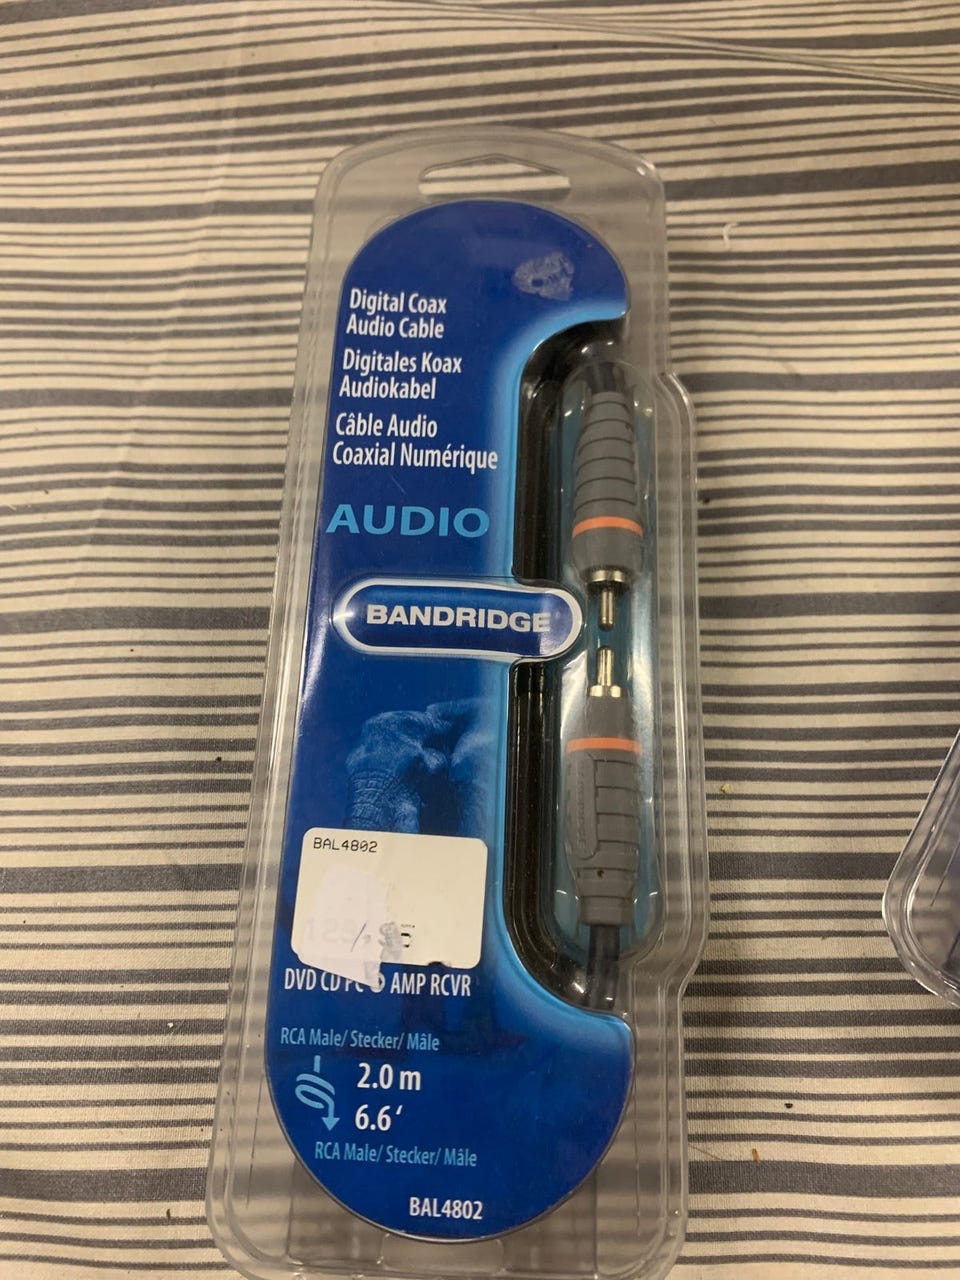 Digital Coax
Audio Cable
Digitales Koax
Audiokabel
Câble Audio
Coaxial Numérique
AUDIO
BANDRIDGE
BAL4802
DVD CD PC AMP RCVR
RCA Male/ Stecker/ Mâle
2.0 m
6.6‘
RCA Male/ Stecker/ Mâle
BAL4802